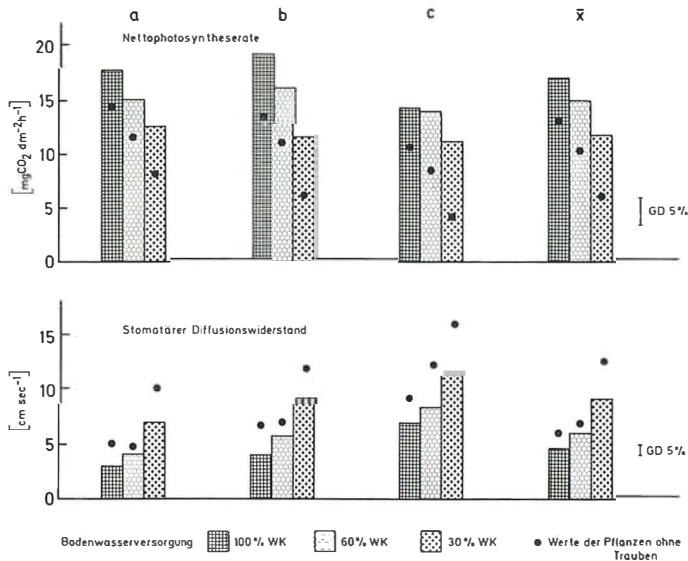 a b c x̄
Nettophotosyntheserate
20
15
10
5
0
[mgCO₂ dm⁻²h⁻¹]
GD 5%
Stomatärer Diffusionswiderstand
15
10
5
0
[cm sec⁻¹]
GD 5%
Bodenwasserversorgung 100% WK 60% WK 30% WK • Werte der Pflanzen ohne
Trauben